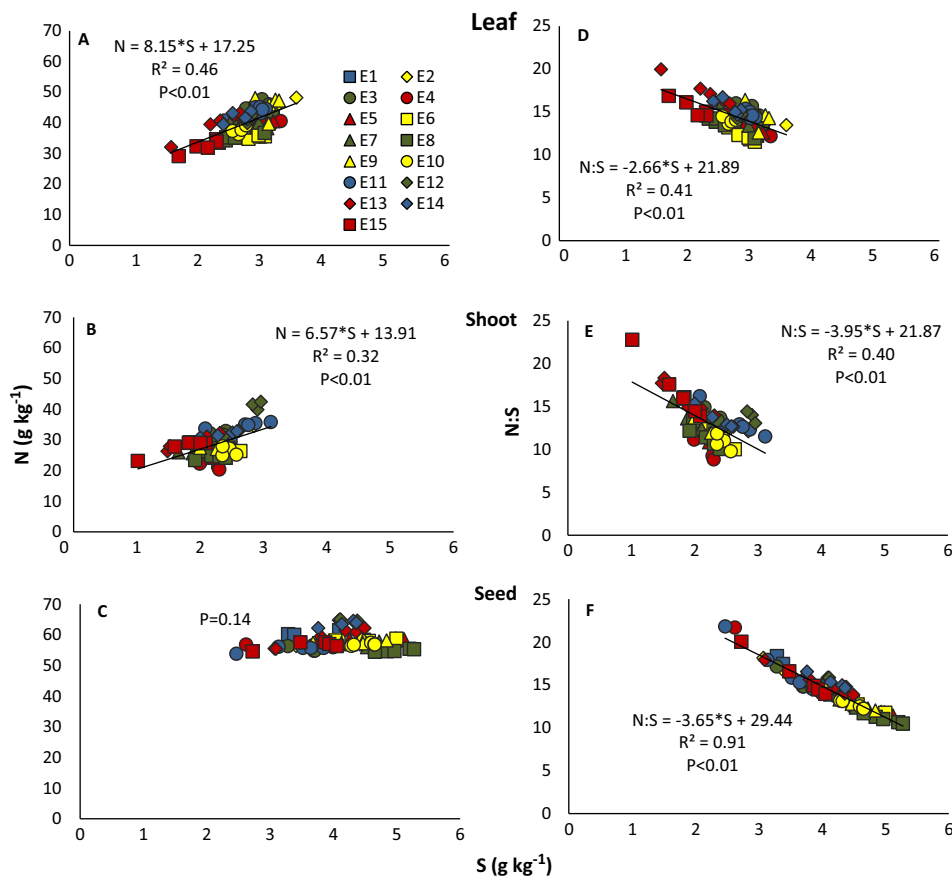 Leaf
A
N = 8.15*S + 17.25
R² = 0.46
P<0.01
70
60
50
40
30
20
10
0
0 1 2 3 4 5 6
E1 E2
E3 E4
E5 E6
E7 E8
E9 E10
E11 E12
E13 E14
E15
D
25
20
15
10
5
0
N:S = -2.66*S + 21.89
R² = 0.41
P<0.01
0 1 2 3 4 5 6
Shoot
B
N = 6.57*S + 13.91
R² = 0.32
P<0.01
70
60
50
40
30
20
10
0
0 1 2 3 4 5 6
N (g kg⁻¹)
E
N:S = -3.95*S + 21.87
R² = 0.40
P<0.01
25
20
15
10
5
0
0 1 2 3 4 5 6
N:S
Seed
C
P=0.14
70
60
50
40
30
20
10
0
0 1 2 3 4 5 6
F
25
20
15
10
5
0
N:S = -3.65*S + 29.44
R² = 0.91
P<0.01
0 1 2 3 4 5 6
S (g kg⁻¹)